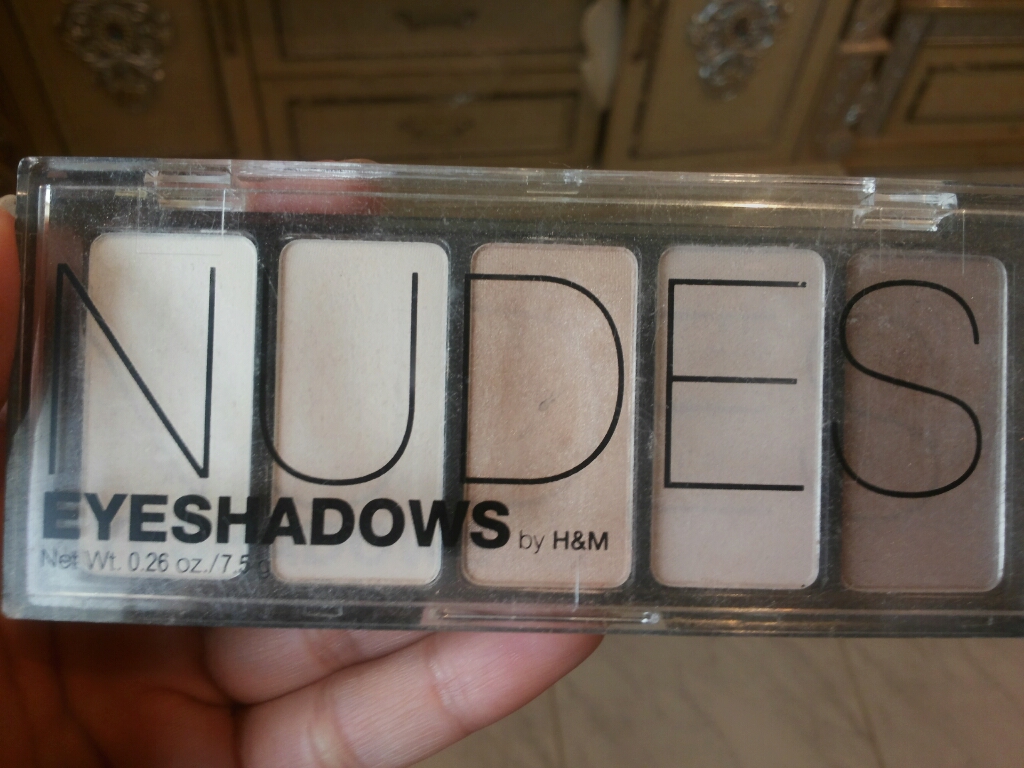 NUDES
EYESHADOWS by H&M
Net Wt. 0.26 oz./7.5 g